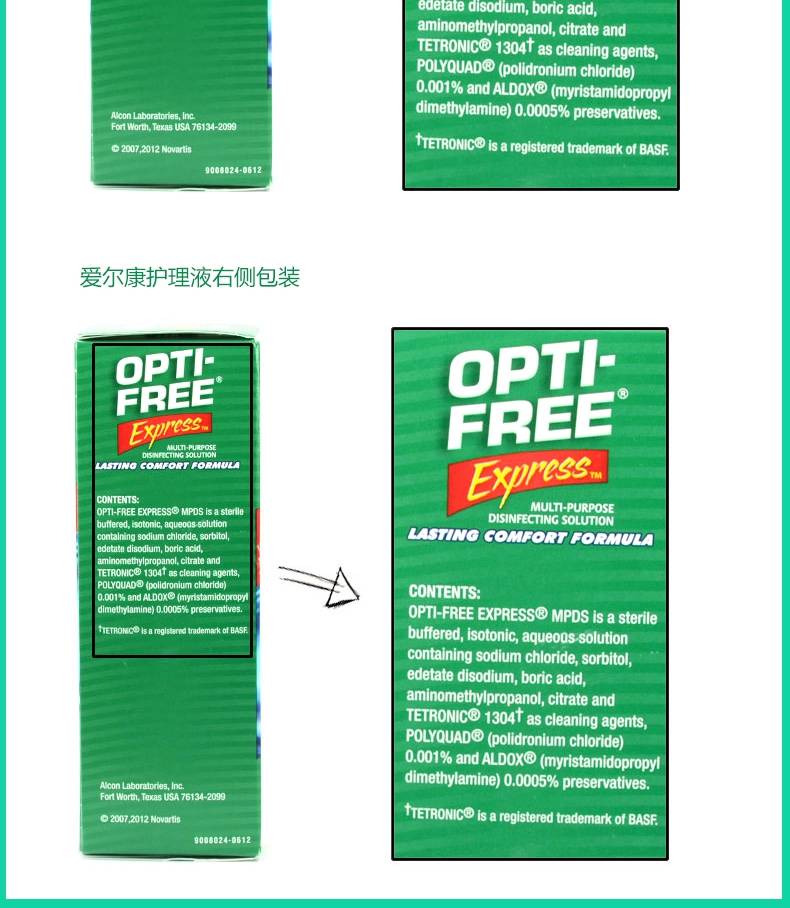 edetate disodium, boric acid,
aminomethylpropanol, citrate and
TETRONIC® 1304† as cleaning agents,
POLYQUAD® (polidronium chloride)
0.001% and ALDOX® (myristamidopropyl
dimethylamine) 0.0005% preservatives.
†TETRONIC® is a registered trademark of BASF.
Alcon Laboratories, Inc.
Fort Worth, Texas USA 76134-2099
© 2007,2012 Novartis
9008024-0612
爱尔康护理液右侧包装
OPTI-
FREE®
Express™
MULTI-PURPOSE
DISINFECTING SOLUTION
LASTING COMFORT FORMULA
CONTENTS:
OPTI-FREE EXPRESS® MPDS is a sterile
buffered, isotonic, aqueous solution
containing sodium chloride, sorbitol,
edetate disodium, boric acid,
aminomethylpropanol, citrate and
TETRONIC® 1304† as cleaning agents,
POLYQUAD® (polidronium chloride)
0.001% and ALDOX® (myristamidopropyl
dimethylamine) 0.0005% preservatives.
†TETRONIC® is a registered trademark of BASF.
Alcon Laboratories, Inc.
Fort Worth, Texas USA 76134-2099
© 2007,2012 Novartis
9008024-0612
OPTI-
FREE®
Express™
MULTI-PURPOSE
DISINFECTING SOLUTION
LASTING COMFORT FORMULA
CONTENTS:
OPTI-FREE EXPRESS® MPDS is a sterile
buffered, isotonic, aqueous solution
containing sodium chloride, sorbitol,
edetate disodium, boric acid,
aminomethylpropanol, citrate and
TETRONIC® 1304† as cleaning agents,
POLYQUAD® (polidronium chloride)
0.001% and ALDOX® (myristamidopropyl
dimethylamine) 0.0005% preservatives.
†TETRONIC® is a registered trademark of BASF.